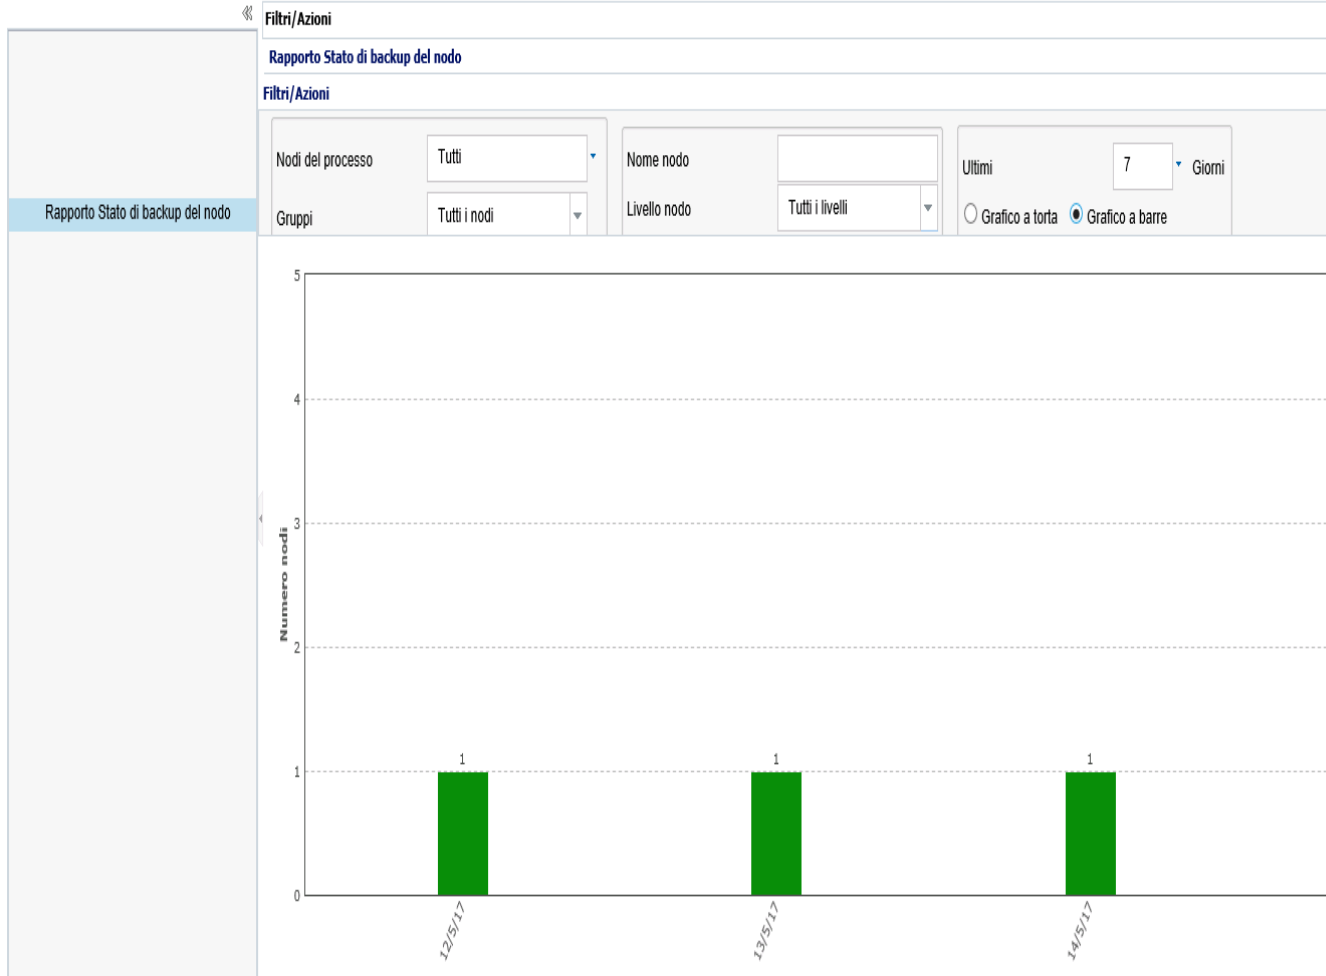 Filtri/Azioni
Rapporto Stato di backup del nodo
Filtri/Azioni
Nodi del processo Tutti
Gruppi Tutti i nodi
Nome nodo
Livello nodo Tutti i livelli
Ultimi 7 Giorni
Grafico a torta Grafico a barre
Rapporto Stato di backup del nodo
Numero nodi
5
4
3
2
1
0
1 1 1
12/5/17 13/5/17 14/5/17